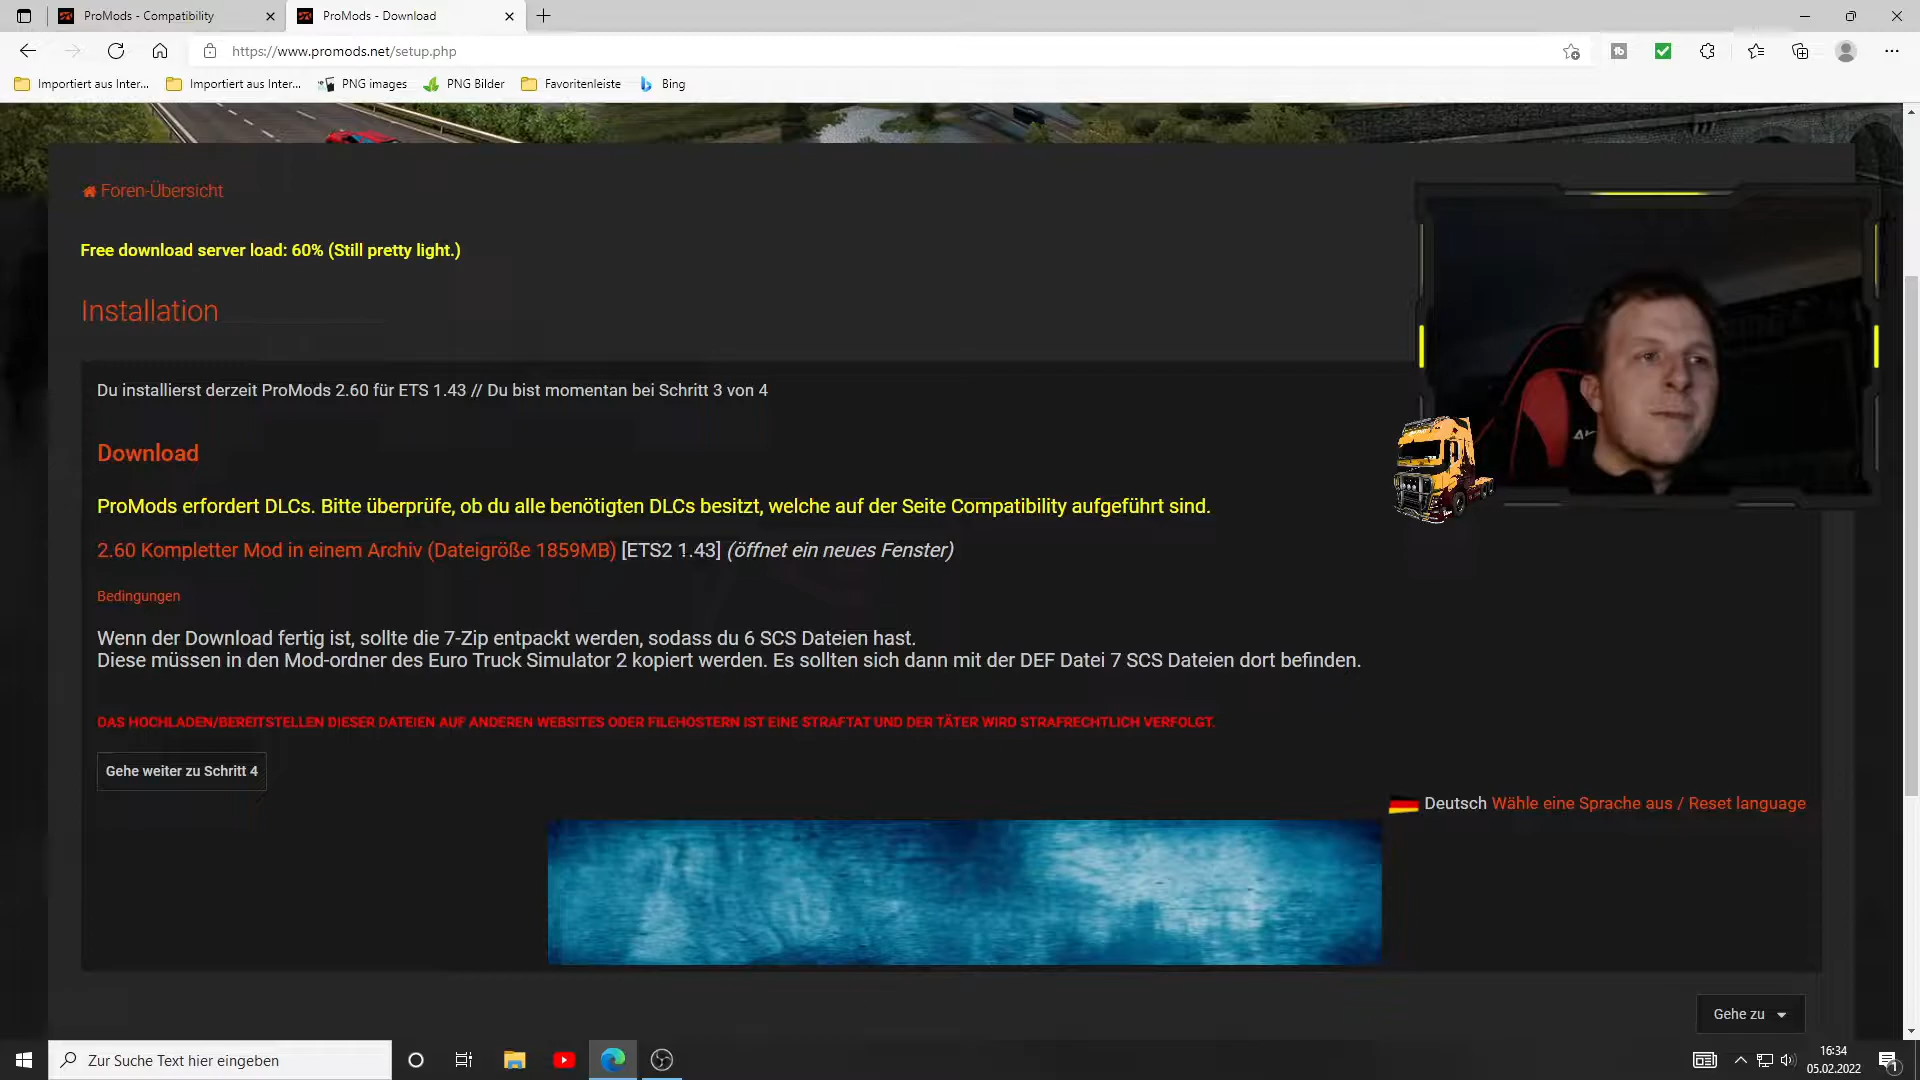 ProMods - Compatibility
ProMods - Download
https://www.promods.net/setup.php
Importiert aus Inter...
Importiert aus Inter...
PNG images
PNG Bilder
Favoritenleiste
Bing
Foren-Übersicht
Free download server load: 60% (Still pretty light.)
Installation
Du installierst derzeit ProMods 2.60 für ETS 1.43 // Du bist momentan bei Schritt 3 von 4
Download
ProMods erfordert DLCs. Bitte überprüfe, ob du alle benötigten DLCs besitzt, welche auf der Seite Compatibility aufgeführt sind.
2.60 Kompletter Mod in einem Archiv (Dateigröße 1859MB) [ETS2 1.43] (öffnet ein neues Fenster)
Bedingungen
Wenn der Download fertig ist, sollte die 7-Zip entpackt werden, sodass du 6 SCS Dateien hast.
Diese müssen in den Mod-ordner des Euro Truck Simulator 2 kopiert werden. Es sollten sich dann mit der DEF Datei 7 SCS Dateien dort befinden.
DAS HOCHLADEN/BEREITSTELLEN DIESER DATEIEN AUF ANDEREN WEBSITES ODER FILEHOSTERN IST EINE STRAFTAT UND DER TÄTER WIRD STRAFRECHTLICH VERFOLGT.
Gehe weiter zu Schritt 4
Deutsch Wähle eine Sprache aus / Reset language
Gehe zu
Zur Suche Text hier eingeben
16:34
05.02.2022
1